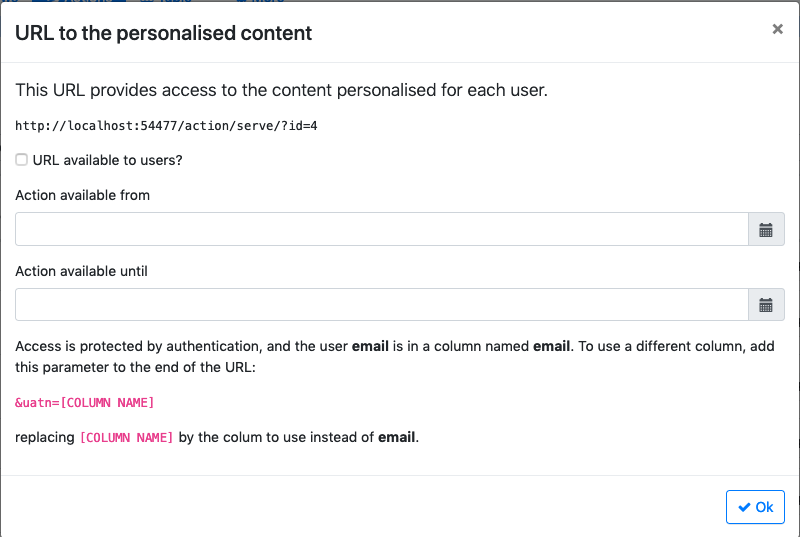 URL to the personalised content
×
This URL provides access to the content personalised for each user.
http://localhost:54477/action/serve/?id=4
URL available to users?
Action available from
Action available until
Access is protected by authentication, and the user email is in a column named email. To use a different column, add
this parameter to the end of the URL:
&uatn=[COLUMN NAME]
replacing [COLUMN NAME] by the colum to use instead of email.
Ok